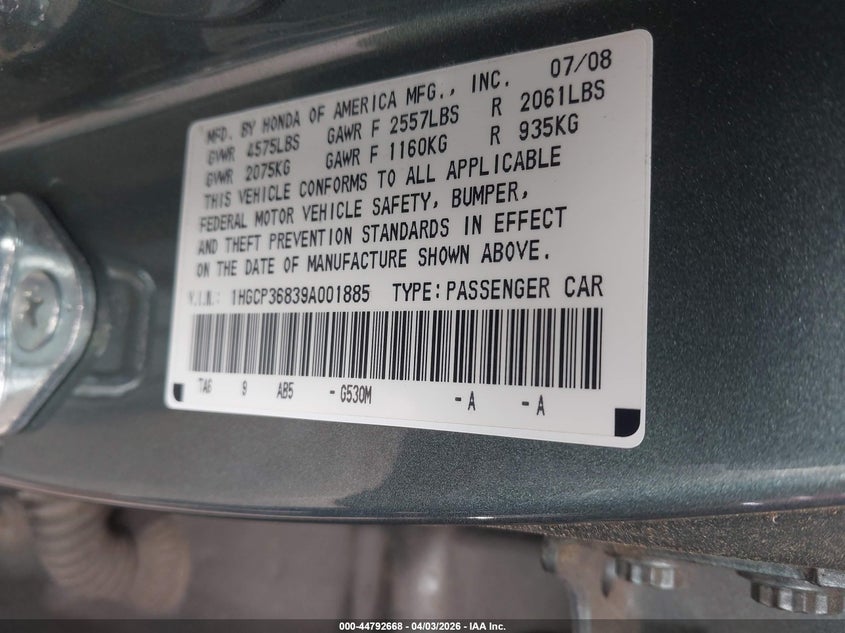 MFD. BY HONDA OF AMERICA MFG., INC. 07/08
GVWR 4575LBS GAWR F 2557LBS R 2061LBS
GVWR 2075KG GAWR F 1160KG R 935KG
THIS VEHICLE CONFORMS TO ALL APPLICABLE
FEDERAL MOTOR VEHICLE SAFETY, BUMPER,
AND THEFT PREVENTION STANDARDS IN EFFECT
ON THE DATE OF MANUFACTURE SHOWN ABOVE.
V.I.N.: 1HGCP36839A001885 TYPE:PASSENGER CAR
TA6 9 AB5 - G530M - A - A
000-44792668 - 04/03/2026 - IAA Inc.